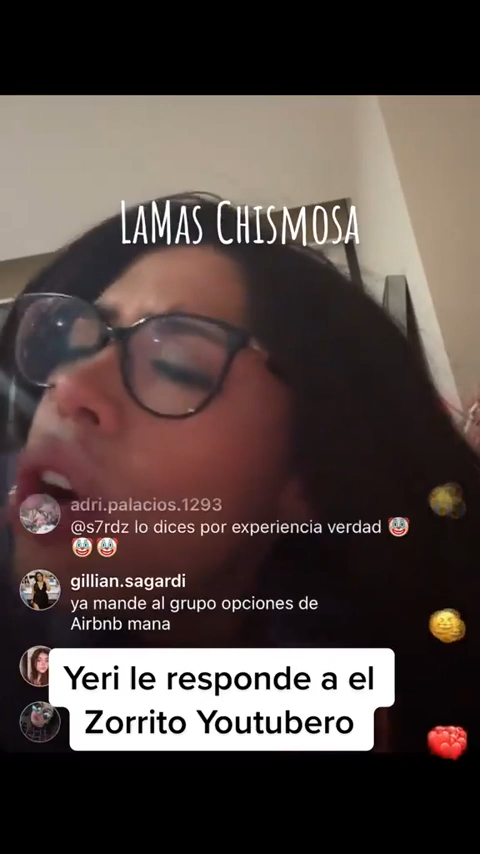 LaMas Chismosa
adri.palacios.1293
@s7rdz lo dices por experiencia verdad 🤡
🤡🤡
gillian.sagardi
ya mande al grupo opciones de
Airbnb mana
Yeri le responde a el
Zorrito Youtubero